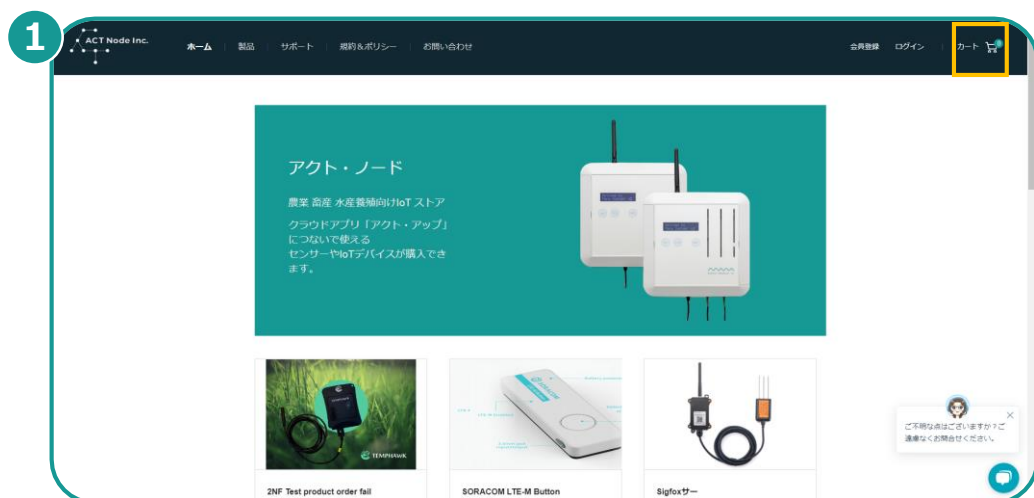 1
ACT Node Inc.
ホーム 製品 サポート 規約&ポリシー お問い合わせ
会員登録 ログイン カート
アクト・ノード
農業 畜産 水産養殖向けIoT ストア
クラウドアプリ「アクト・アップ」
につないで使える
センサーやIoTデバイスが購入でき
ます。
TEMPHAWK
SORACOM
2NF Test product order fail
SORACOM LTE-M Button
Sigfoxサー
ご不明な点はございますか？ご
遠慮なくお問合せください。